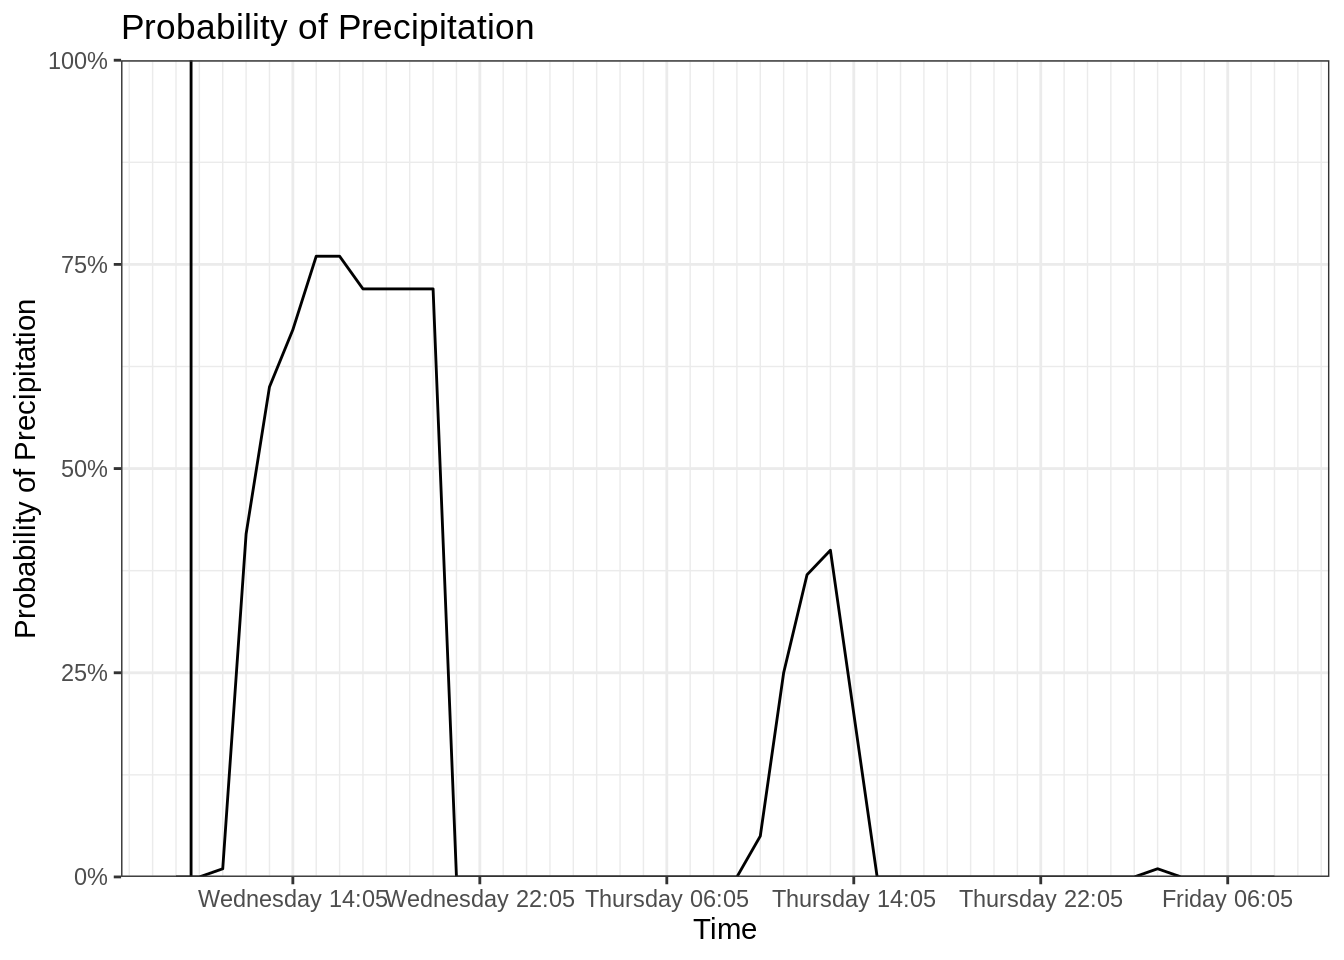 Probability of Precipitation
100%
75%
50%
25%
0%
Probability of Precipitation
Wednesday 14:05
Wednesday 22:05
Thursday 06:05
Thursday 14:05
Thursday 22:05
Friday 06:05
Time